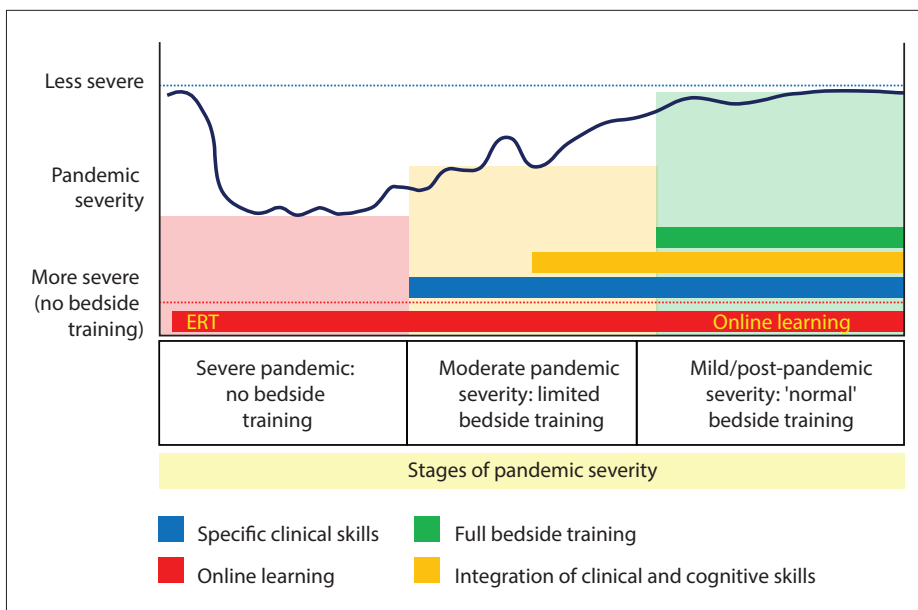 Less severe
Pandemic
severity
More severe
(no bedside
training)
ERT
Online learning
Severe pandemic:
no bedside
training
Moderate pandemic
severity: limited
bedside training
Mild/post-pandemic
severity: 'normal'
bedside training
Stages of pandemic severity
Specific clinical skills
Full bedside training
Online learning
Integration of clinical and cognitive skills